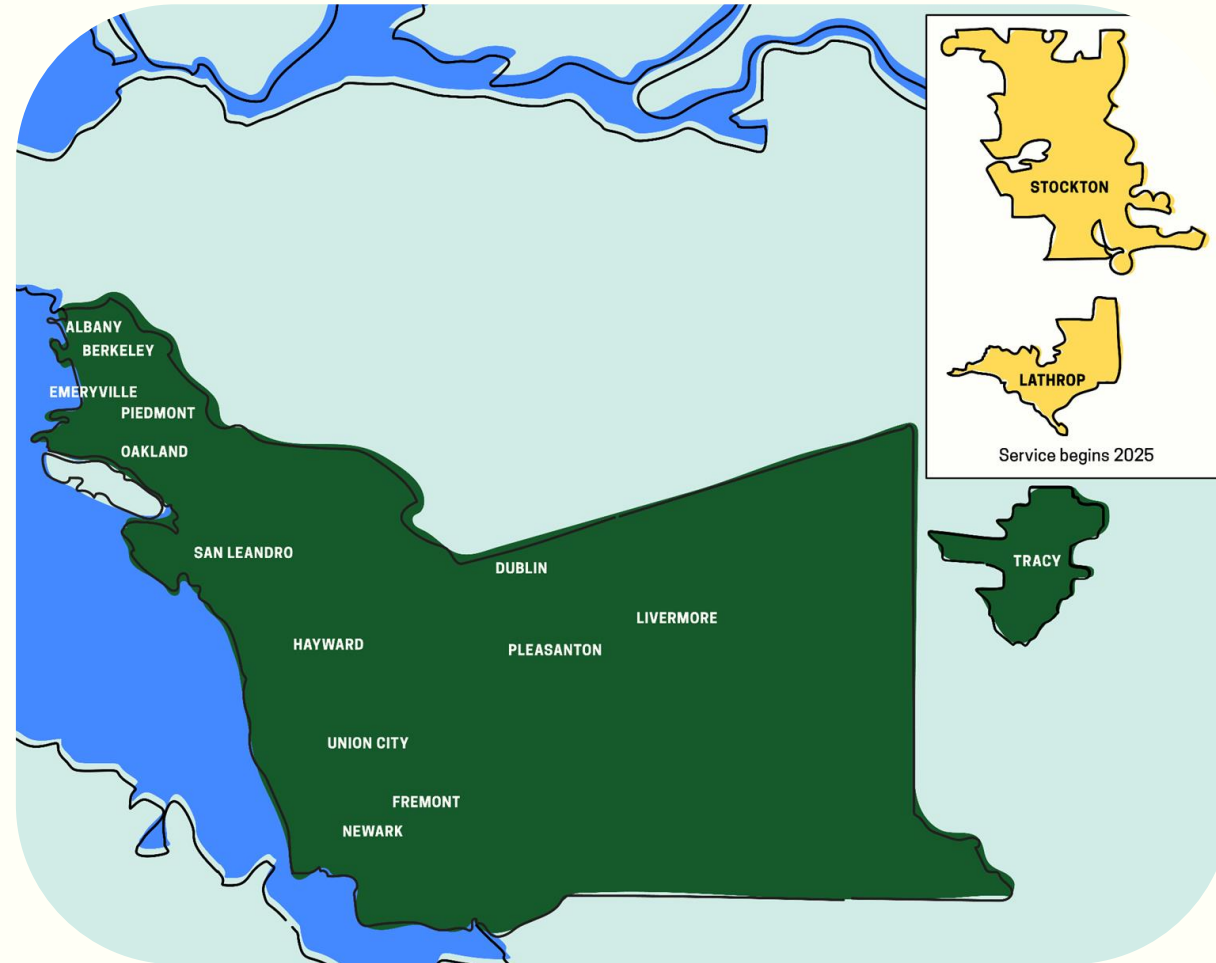 ALBANY
BERKELEY
EMERYVILLE
PIEDMONT
OAKLAND
SAN LEANDRO
DUBLIN
LIVERMORE
HAYWARD
PLEASANTON
UNION CITY
FREMONT
NEWARK
STOCKTON
LATHROP
Service begins 2025
TRACY